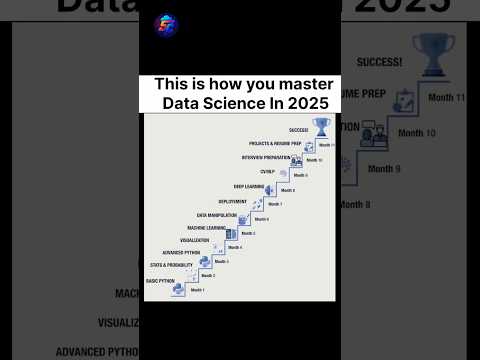 Data
2025
This is how you master
Data Science In 2025
SUCCESS!
Month 11
PROJECTS & RESUME PREP
INTERVIEW PREPARATION
Month 10
CV/NLP
Month 9
DEEP LEARNING
Month 8
DEPLOYEMENT
Month 7
DATA MANIPULATION
Month 6
MACHINE LEARNING
Month 5
VISUALIZATION
Month 4
ADVANCED PYTHON
Month 3
STATS & PROBABILITY
Month 2
BASIC PYTHON
Month 1
SUCCESS!
UME PREP
Month 11
TION
Month 10
Month 9
Month 8
MACH
VISUALIZ
ADVANCED PYTHO